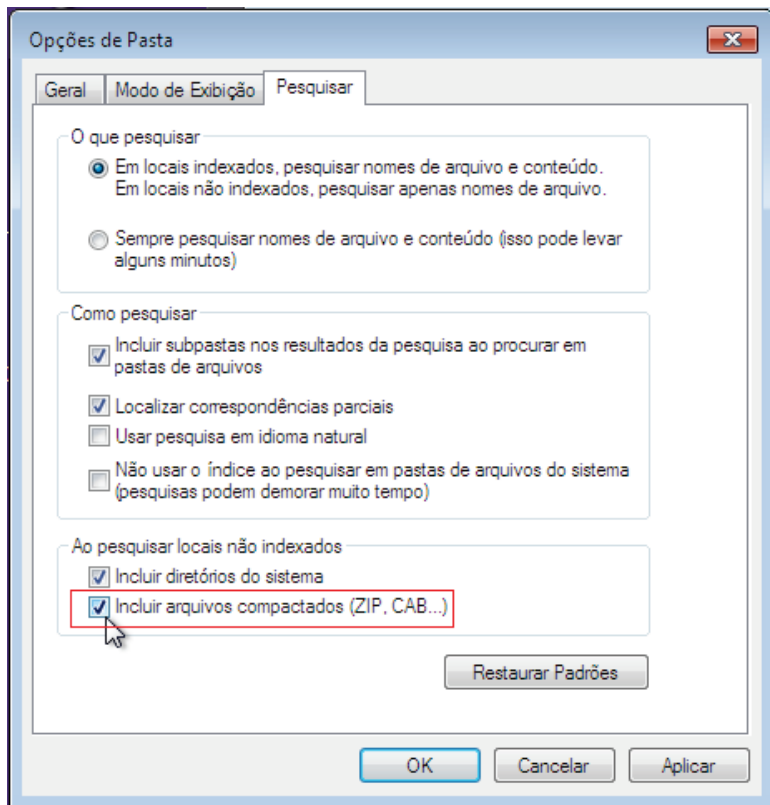 Opções de Pasta
Geral
Modo de Exibição
Pesquisar
O que pesquisar
Em locais indexados, pesquisar nomes de arquivo e conteúdo.
Em locais não indexados, pesquisar apenas nomes de arquivo.
Sempre pesquisar nomes de arquivo e conteúdo (isso pode levar
alguns minutos)
Como pesquisar
Incluir subpastas nos resultados da pesquisa ao procurar em
pastas de arquivos
Localizar correspondências parciais
Usar pesquisa em idioma natural
Não usar o índice ao pesquisar em pastas de arquivos do sistema
(pesquisas podem demorar muito tempo)
Ao pesquisar locais não indexados
Incluir diretórios do sistema
Incluir arquivos compactados (ZIP, CAB...)
Restaurar Padrões
OK
Cancelar
Aplicar